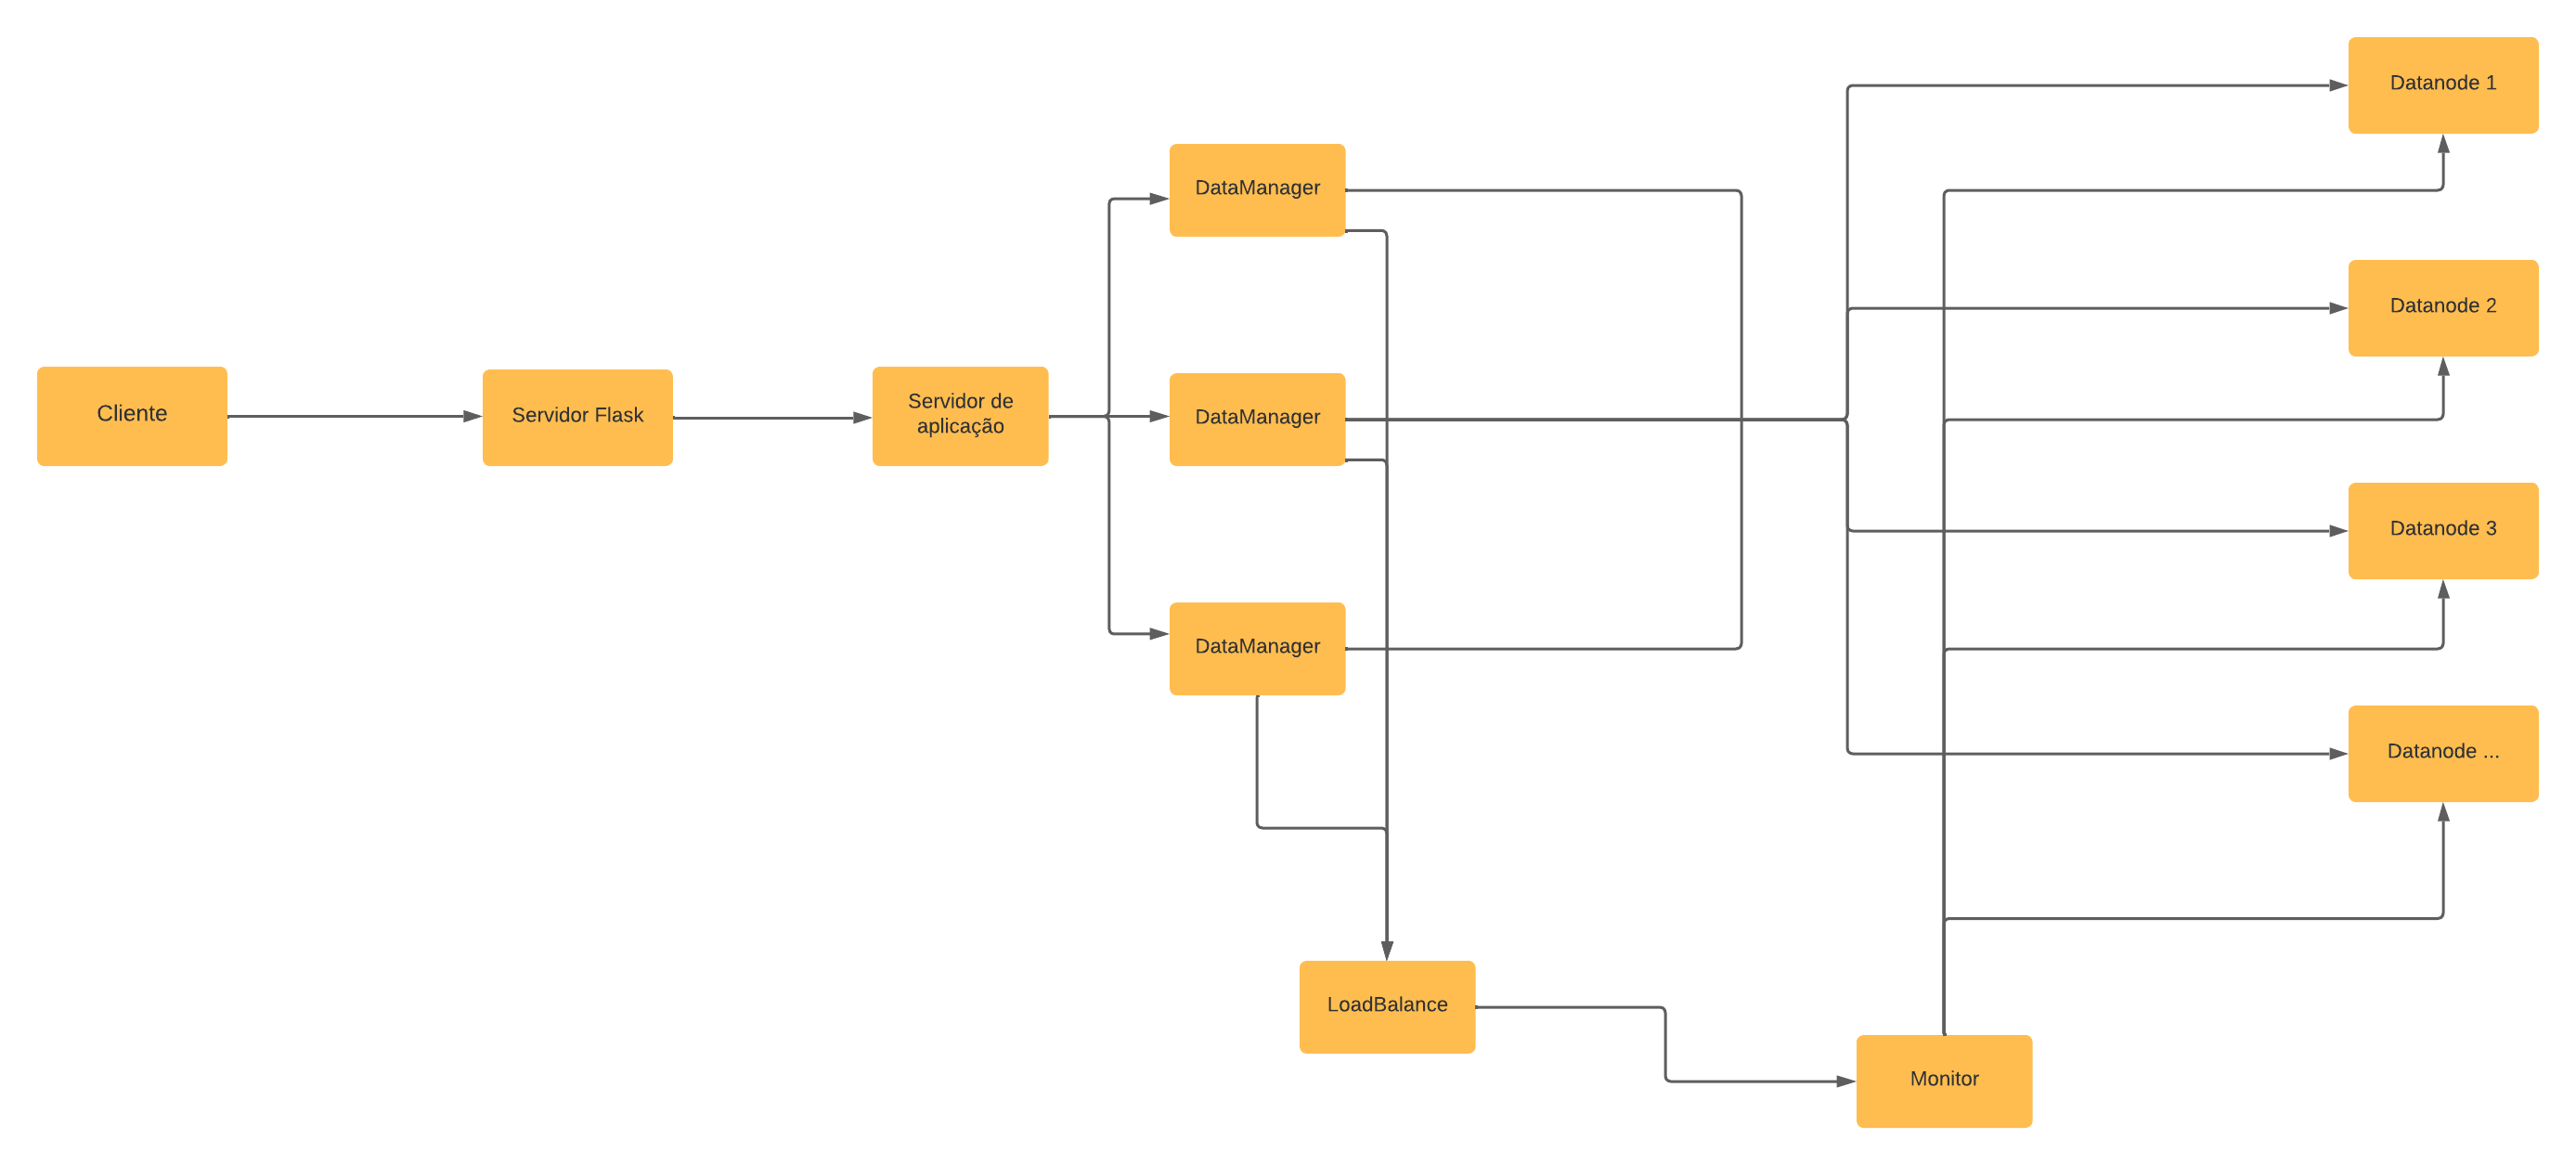 Cliente
Servidor Flask
Servidor de
aplicação
DataManager
DataManager
DataManager
LoadBalance
Monitor
Datanode 1
Datanode 2
Datanode 3
Datanode ...